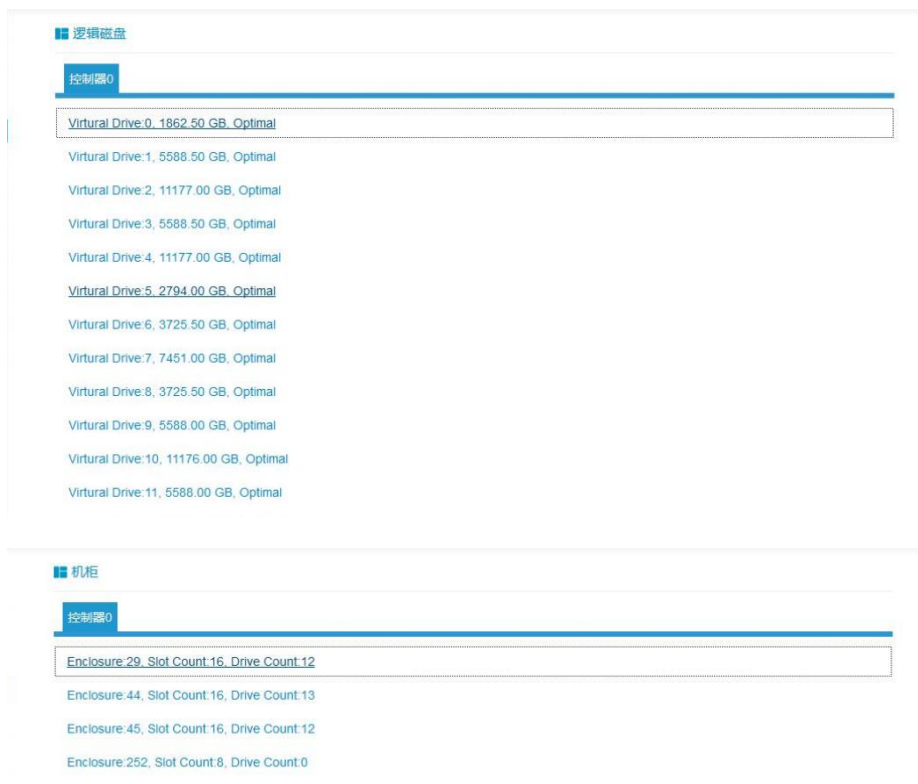 逻辑磁盘
控制器0
Virtural Drive:0, 1862.50 GB, Optimal
Virtural Drive:1, 5588.50 GB, Optimal
Virtural Drive:2, 11177.00 GB, Optimal
Virtural Drive:3, 5588.50 GB, Optimal
Virtural Drive:4, 11177.00 GB, Optimal
Virtural Drive:5, 2794.00 GB, Optimal
Virtural Drive:6, 3725.50 GB, Optimal
Virtural Drive:7, 7451.00 GB, Optimal
Virtural Drive:8, 3725.50 GB, Optimal
Virtural Drive:9, 5588.00 GB, Optimal
Virtural Drive:10, 11176.00 GB, Optimal
Virtural Drive:11, 5588.00 GB, Optimal
机柜
控制器0
Enclosure:29, Slot Count:16, Drive Count:12
Enclosure:44, Slot Count:16, Drive Count:13
Enclosure:45, Slot Count:16, Drive Count:12
Enclosure:252, Slot Count:8, Drive Count:0